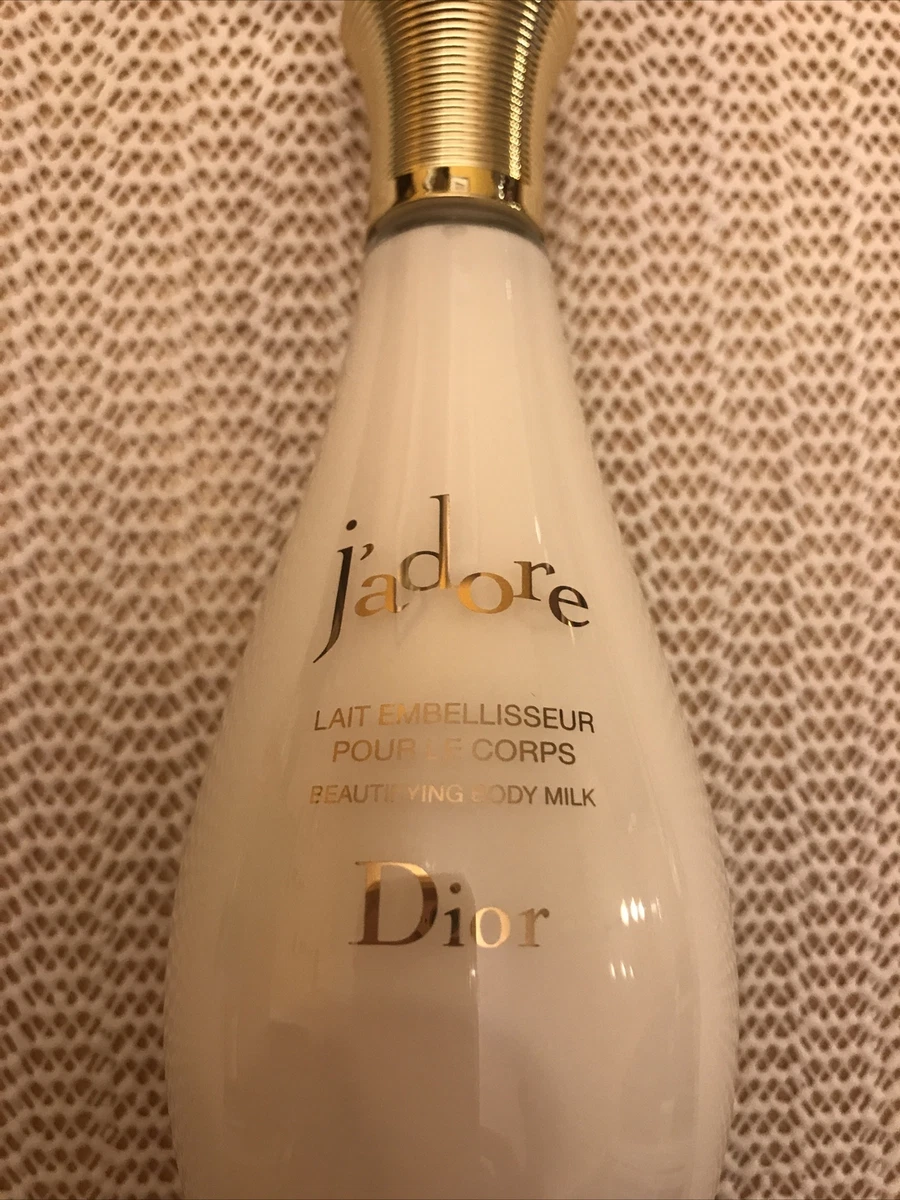 j'adore
LAIT EMBELLISSEUR
POUR LE CORPS
BEAUTIFYING BODY MILK
Dior